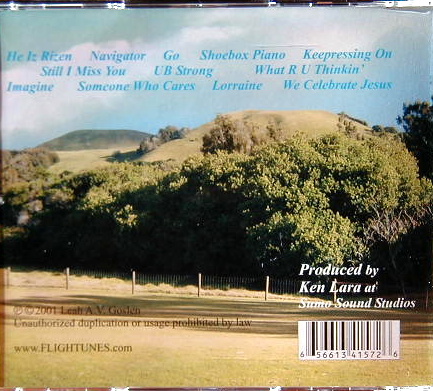 He Iz Rizen Navigator Go Shoebox Piano Keepressing On
Still I Miss You UB Strong What R U Thinkin'
Imagine Someone Who Cares Lorraine We Celebrate Jesus
Produced by
Ken Lara at
Sumo Sound Studios
℗ © 2001 Leah A.V. Goslen
Unauthorized duplication or usage prohibited by law
www.FLIGHTUNES.com
6 56613 41572 6